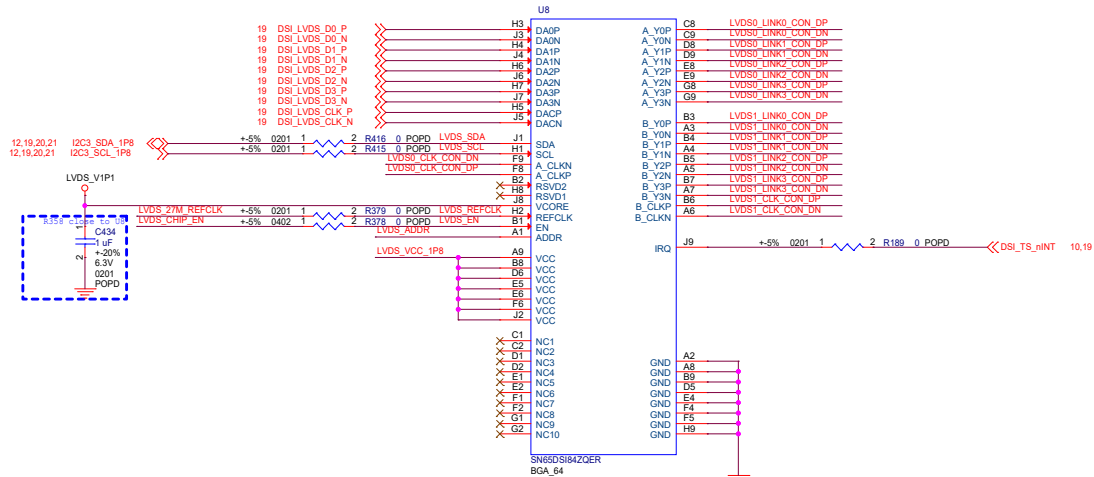 U8
19 DSI_LVDS_D0_P H3 DA0P A_Y0P C8 LVDS0_LINK0_CON_DP
19 DSI_LVDS_D0_N J3 DA0N A_Y0N C9 LVDS0_LINK0_CON_DN
19 DSI_LVDS_D1_P H4 DA1P A_Y1P D8 LVDS0_LINK1_CON_DP
19 DSI_LVDS_D1_N J4 DA1N A_Y1N D9 LVDS0_LINK1_CON_DN
19 DSI_LVDS_D2_P H6 DA2P A_Y2P E8 LVDS0_LINK2_CON_DP
19 DSI_LVDS_D2_N J6 DA2N A_Y2N E9 LVDS0_LINK2_CON_DN
19 DSI_LVDS_D3_P H7 DA3P A_Y3P G8 LVDS0_LINK3_CON_DP
19 DSI_LVDS_D3_N J7 DA3N A_Y3N G9 LVDS0_LINK3_CON_DN
19 DSI_LVDS_CLK_P H5 DACP
19 DSI_LVDS_CLK_N J5 DACN B_Y0P B3 LVDS1_LINK0_CON_DP
B_Y0N A3 LVDS1_LINK0_CON_DN
12,19,20,21 I2C3_SDA_1P8 +-5% 0201 1 2 R416 0 POPD LVDS_SDA J1 SDA B_Y1P B4 LVDS1_LINK1_CON_DP
12,19,20,21 I2C3_SCL_1P8 +-5% 0201 1 2 R415 0 POPD LVDS_SCL H1 SCL B_Y1N A4 LVDS1_LINK1_CON_DN
LVDS0_CLK_CON_DN F9 A_CLKN B_Y2P B5 LVDS1_LINK2_CON_DP
LVDS0_CLK_CON_DP F8 A_CLKP B_Y2N A5 LVDS1_LINK2_CON_DN
B2 RSVD2 B_Y3P B7 LVDS1_LINK3_CON_DP
LVDS_V1P1 H8 RSVD1 B_Y3N A7 LVDS1_LINK3_CON_DN
J8 VCORE B_CLKP B6 LVDS1_CLK_CON_DP
LVDS_27M_REFCLK +-5% 0201 1 2 R379 0 POPD LVDS_REFCLK H2 REFCLK B_CLKN A6 LVDS1_CLK_CON_DN
R358 close to U8
LVDS_CHIP_EN +-5% 0402 1 2 R378 0 POPD LVDS_EN B1 EN
LVDS_ADDR A1 ADDR
1 C434
1 uF
+-20%
2 6.3V
0201
POPD
IRQ J9 +-5% 0201 1 2 R189 0 POPD DSI_TS_nINT 10,19
LVDS_VCC_1P8 A9 VCC
B8 VCC
D6 VCC
E5 VCC
E6 VCC
F6 VCC
J2 VCC
C1 NC1
C2 NC2
D1 NC3 GND A2
D2 NC4 GND A8
E1 NC5 GND B9
E2 NC6 GND D5
F1 NC7 GND E4
F2 NC8 GND F4
G1 NC9 GND F5
G2 NC10 GND H9
SN65DSI84ZQER
BGA_64